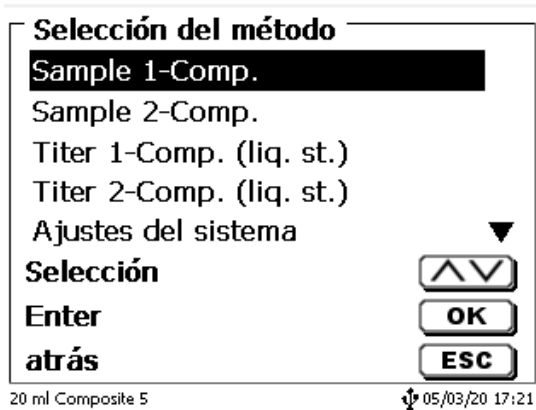 Selección del método
Sample 1-Comp.
Sample 2-Comp.
Titer 1-Comp. (liq. st.)
Titer 2-Comp. (liq. st.)
Ajustes del sistema
Selección
Enter OK
atrás ESC
20 ml Composite 5 05/03/20 17:21